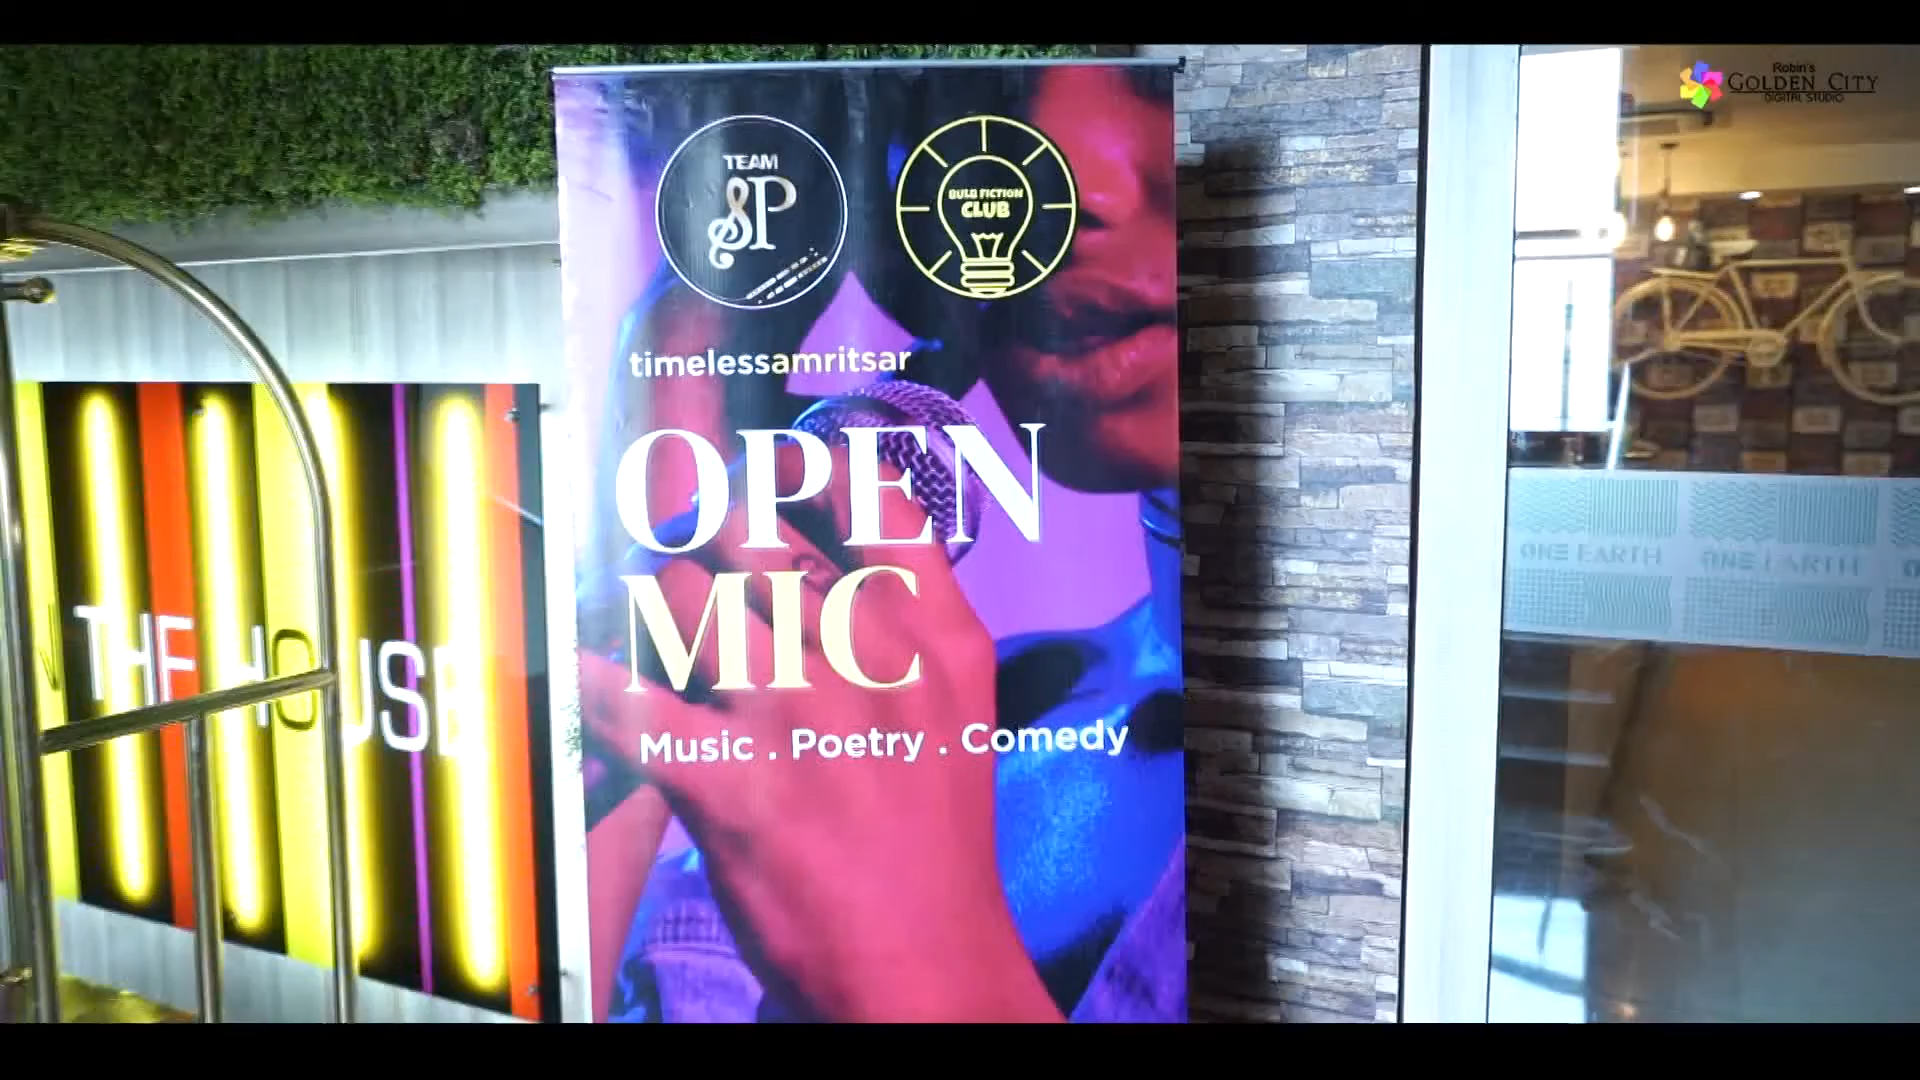 Robin's
GOLDEN CITY
DIGITAL STUDIO
TEAM
SP
BULB FICTION
CLUB
timelessamritsar
OPEN
MIC
Music . Poetry . Comedy
THE HOUSE
ONE EARTH
ONE EARTH